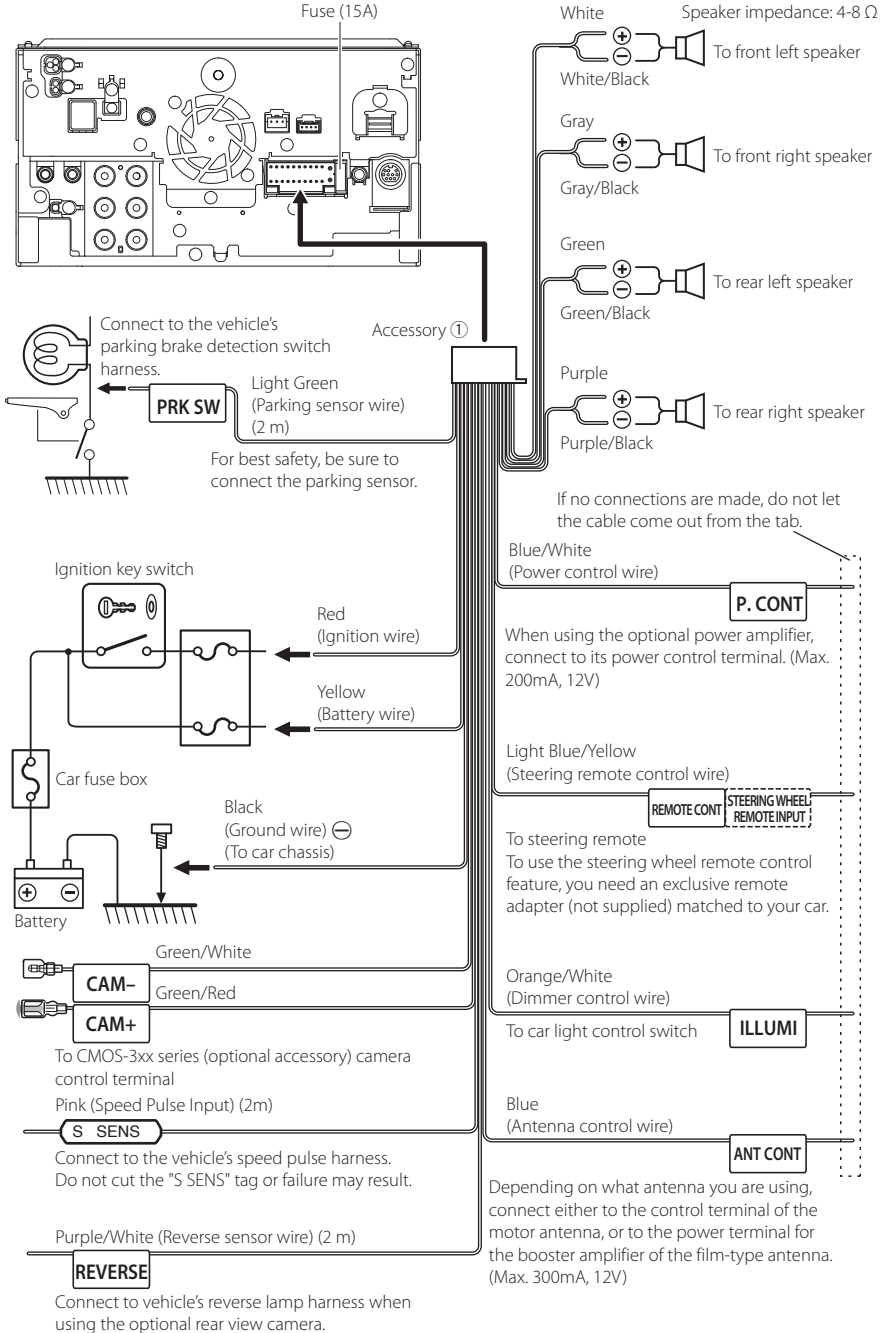 Fuse (15A)
White
Speaker impedance: 4-8 Ω
⊕
⊖
To front left speaker
White/Black
Gray
⊕
⊖
To front right speaker
Gray/Black
Green
⊕
⊖
To rear left speaker
Green/Black
Purple
⊕
⊖
To rear right speaker
Purple/Black
Connect to the vehicle's
parking brake detection switch
harness.
Accessory ①
PRK SW
Light Green
(Parking sensor wire)
(2 m)
For best safety, be sure to
connect the parking sensor.
If no connections are made, do not let
the cable come out from the tab.
Blue/White
(Power control wire)
P. CONT
When using the optional power amplifier,
connect to its power control terminal. (Max.
200mA, 12V)
Ignition key switch
Red
(Ignition wire)
Yellow
(Battery wire)
Car fuse box
Light Blue/Yellow
(Steering remote control wire)
REMOTE CONT
STEERING WHEEL
REMOTE INPUT
To steering remote
To use the steering wheel remote control
feature, you need an exclusive remote
adapter (not supplied) matched to your car.
Black
(Ground wire) ⊖
(To car chassis)
⊕ ⊖
Battery
Green/White
CAM–
Green/Red
CAM+
To CMOS-3xx series (optional accessory) camera
control terminal
Orange/White
(Dimmer control wire)
To car light control switch
ILLUMI
Pink (Speed Pulse Input) (2m)
S SENS
Connect to the vehicle's speed pulse harness.
Do not cut the "S SENS" tag or failure may result.
Blue
(Antenna control wire)
ANT CONT
Depending on what antenna you are using,
connect either to the control terminal of the
motor antenna, or to the power terminal for
the booster amplifier of the film-type antenna.
(Max. 300mA, 12V)
Purple/White (Reverse sensor wire) (2 m)
REVERSE
Connect to vehicle's reverse lamp harness when
using the optional rear view camera.